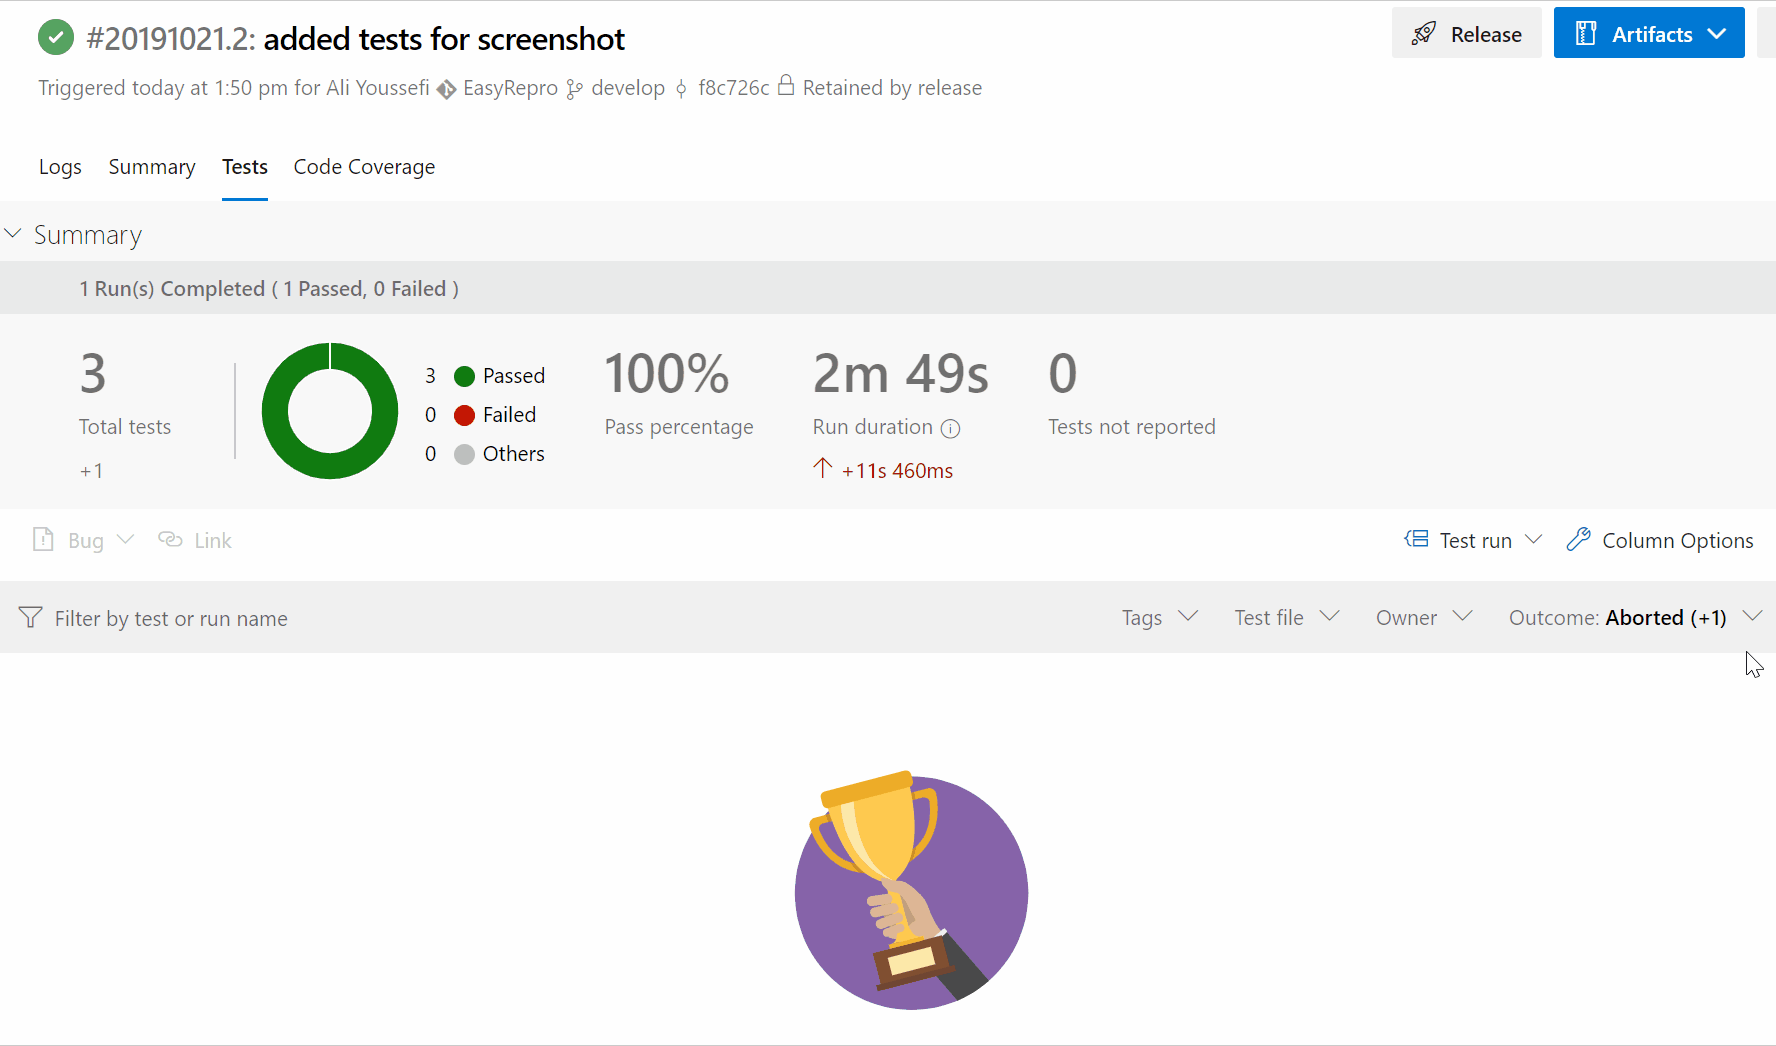 #20191021.2: added tests for screenshot
Release
Artifacts
Triggered today at 1:50 pm for Ali Youssefi EasyRepro develop f8c726c Retained by release
Logs Summary Tests Code Coverage
Summary
1 Run(s) Completed ( 1 Passed, 0 Failed )
3
Total tests
+1
3 Passed
0 Failed
0 Others
100%
Pass percentage
2m 49s
Run duration
+11s 460ms
0
Tests not reported
Bug Link
Test run Column Options
Filter by test or run name
Tags Test file Owner Outcome: Aborted (+1)